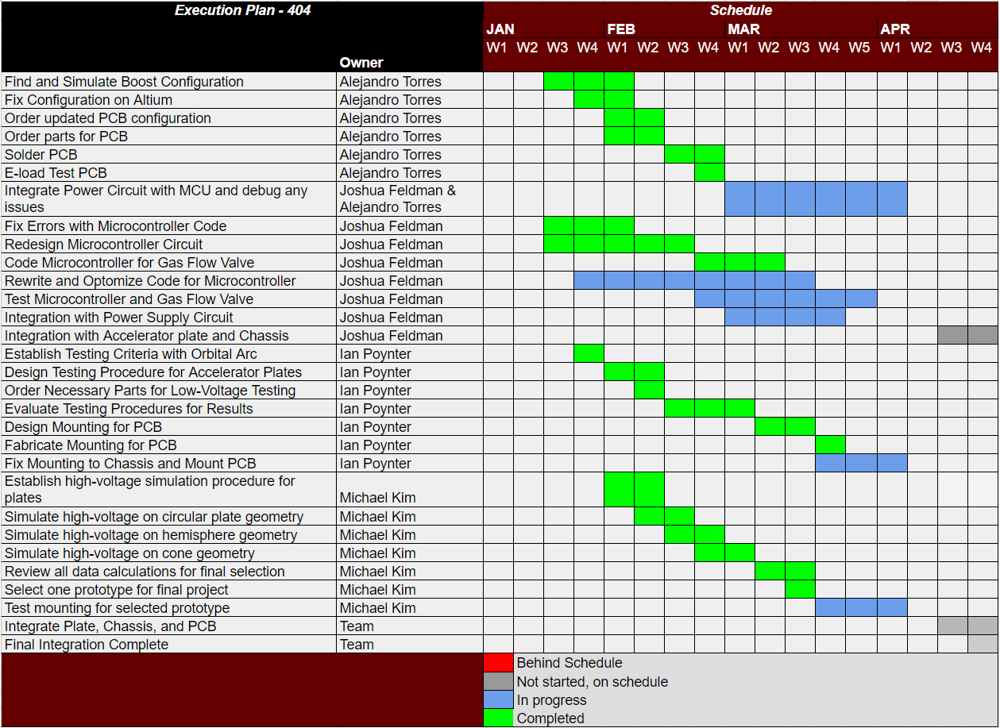 Execution Plan - 404 Schedule
JAN FEB MAR APR
Owner W1 W2 W3 W4 W1 W2 W3 W4 W1 W2 W3 W4 W5 W1 W2 W3 W4
Find and Simulate Boost Configuration Alejandro Torres
Fix Configuration on Altium Alejandro Torres
Order updated PCB configuration Alejandro Torres
Order parts for PCB Alejandro Torres
Solder PCB Alejandro Torres
E-load Test PCB Alejandro Torres
Integrate Power Circuit with MCU and debug any Joshua Feldman &
issues Alejandro Torres
Fix Errors with Microcontroller Code Joshua Feldman
Redesign Microcontroller Circuit Joshua Feldman
Code Microcontroller for Gas Flow Valve Joshua Feldman
Rewrite and Optomize Code for Microcontroller Joshua Feldman
Test Microcontroller and Gas Flow Valve Joshua Feldman
Integration with Power Supply Circuit Joshua Feldman
Integration with Accelerator plate and Chassis Joshua Feldman
Establish Testing Criteria with Orbital Arc Ian Poynter
Design Testing Procedure for Accelerator Plates Ian Poynter
Order Necessary Parts for Low-Voltage Testing Ian Poynter
Evaluate Testing Procedures for Results Ian Poynter
Design Mounting for PCB Ian Poynter
Fabricate Mounting for PCB Ian Poynter
Fix Mounting to Chassis and Mount PCB Ian Poynter
Establish high-voltage simulation procedure for
plates Michael Kim
Simulate high-voltage on circular plate geometry Michael Kim
Simulate high-voltage on hemisphere geometry Michael Kim
Simulate high-voltage on cone geometry Michael Kim
Review all data calculations for final selection Michael Kim
Select one prototype for final project Michael Kim
Test mounting for selected prototype Michael Kim
Integrate Plate, Chassis, and PCB Team
Final Integration Complete Team
Behind Schedule
Not started, on schedule
In progress
Completed